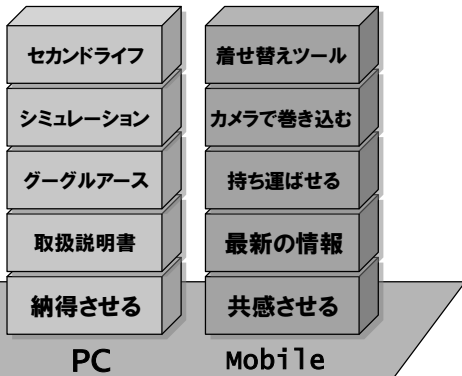 セカンドライフ
シミュレーション
グーグルアース
取扱説明書
納得させる
PC
着せ替えツール
カメラで巻き込む
持ち運ばせる
最新の情報
共感させる
Mobile